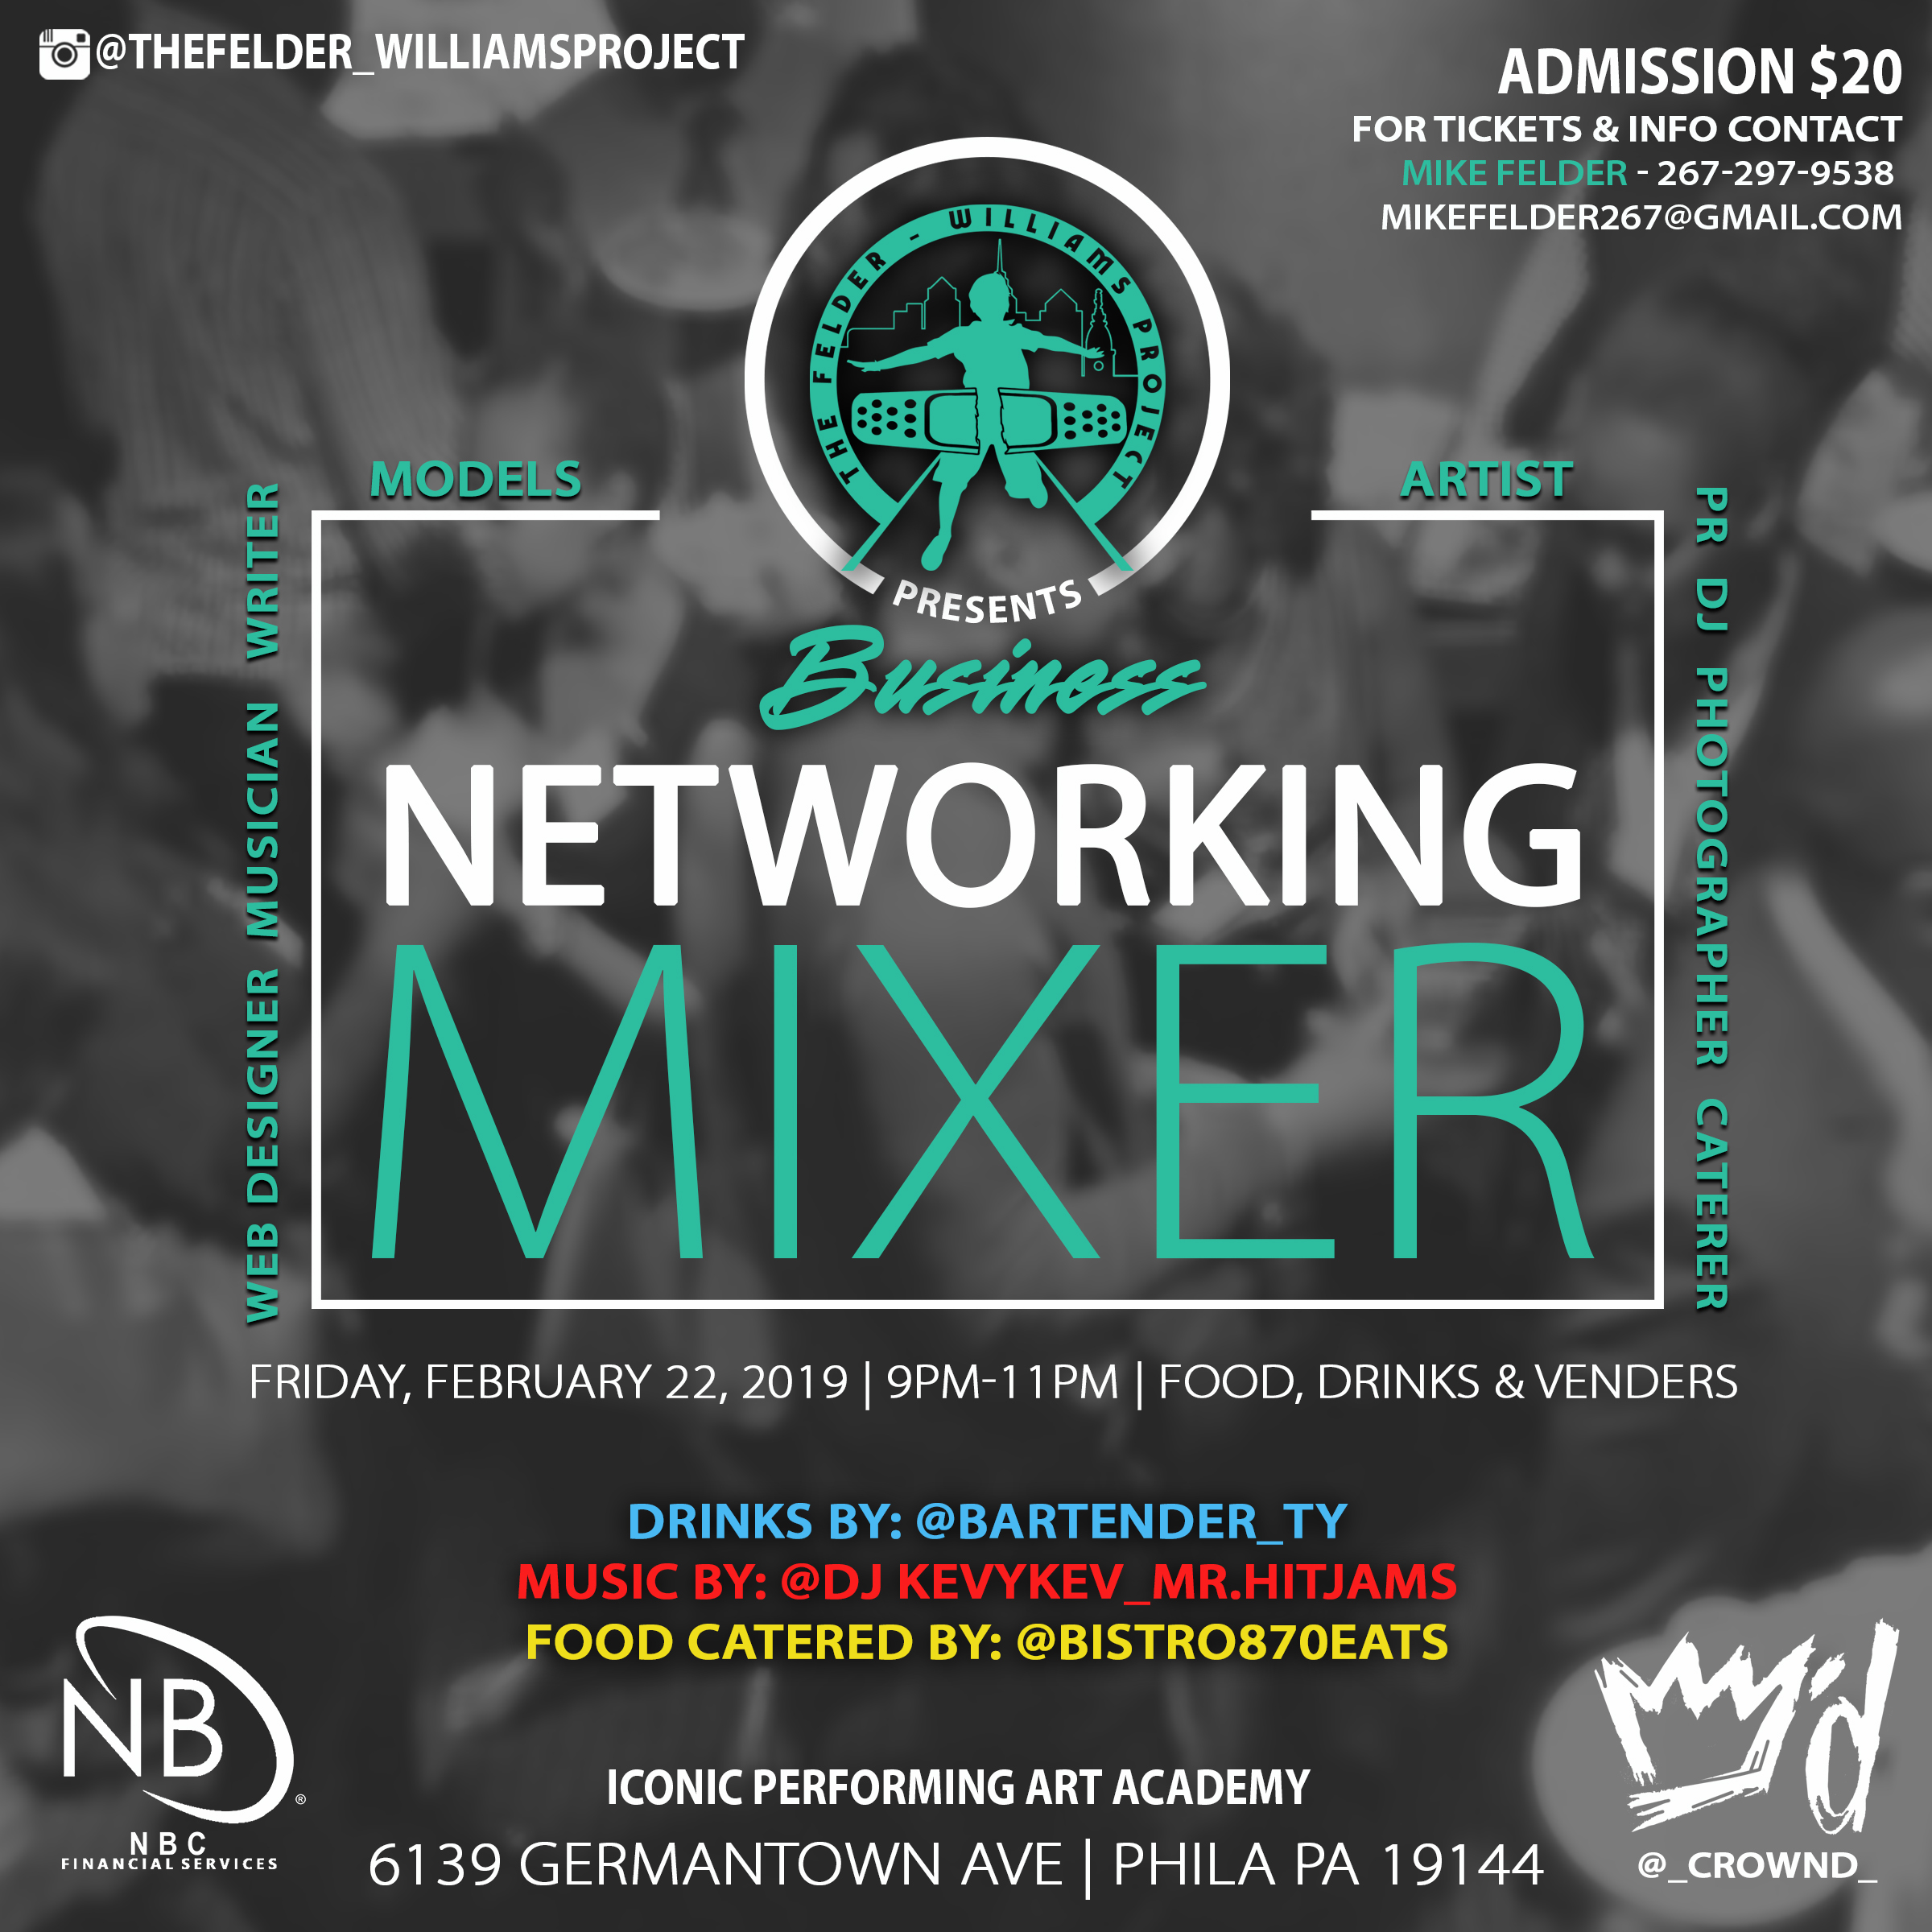 @THEFELDER_WILLIAMSPROJECT
ADMISSION $20
FOR TICKETS & INFO CONTACT
MIKE FELDER - 267-297-9538
MIKEFELDER267@GMAIL.COM
THE FELDER - WILLIAMS PROJECT
PRESENTS
MODELS
ARTIST
WEB DESIGNER MUSICIAN WRITER
PR DJ PHOTOGRAPHER CATERER
Business
NETWORKING
MIXER
FRIDAY, FEBRUARY 22, 2019 | 9PM-11PM | FOOD, DRINKS & VENDERS
DRINKS BY: @BARTENDER_TY
MUSIC BY: @DJ KEVYKEV_MR.HITJAMS
FOOD CATERED BY: @BISTRO870EATS
NB®
NBC
FINANCIAL SERVICES
ICONIC PERFORMING ART ACADEMY
6139 GERMANTOWN AVE | PHILA PA 19144
'd
@_CROWND_